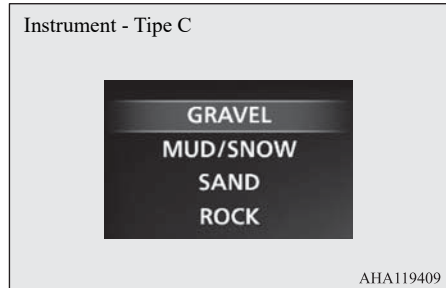 Instrument - Tipe C
GRAVEL
MUD/SNOW
SAND
ROCK
AHA119409